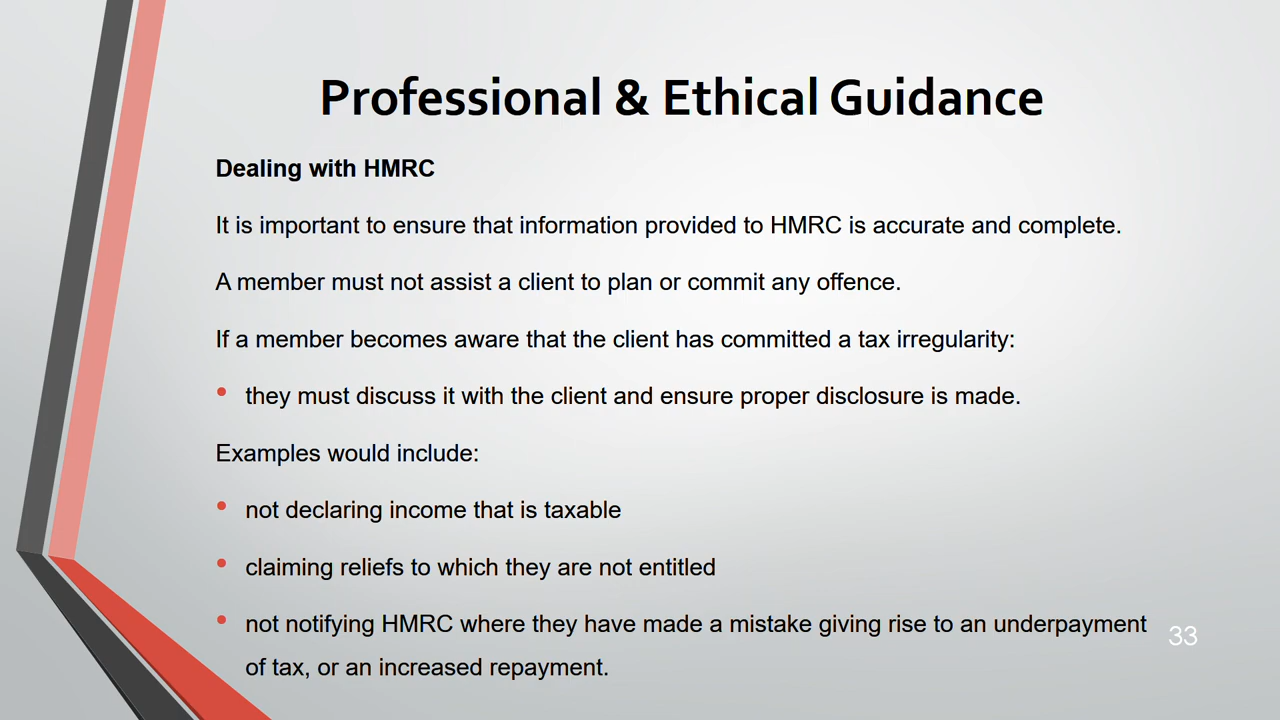 Professional & Ethical Guidance
Dealing with HMRC
It is important to ensure that information provided to HMRC is accurate and complete.
A member must not assist a client to plan or commit any offence.
If a member becomes aware that the client has committed a tax irregularity:
• they must discuss it with the client and ensure proper disclosure is made.
Examples would include:
• not declaring income that is taxable
• claiming reliefs to which they are not entitled
• not notifying HMRC where they have made a mistake giving rise to an underpayment
of tax, or an increased repayment.
33